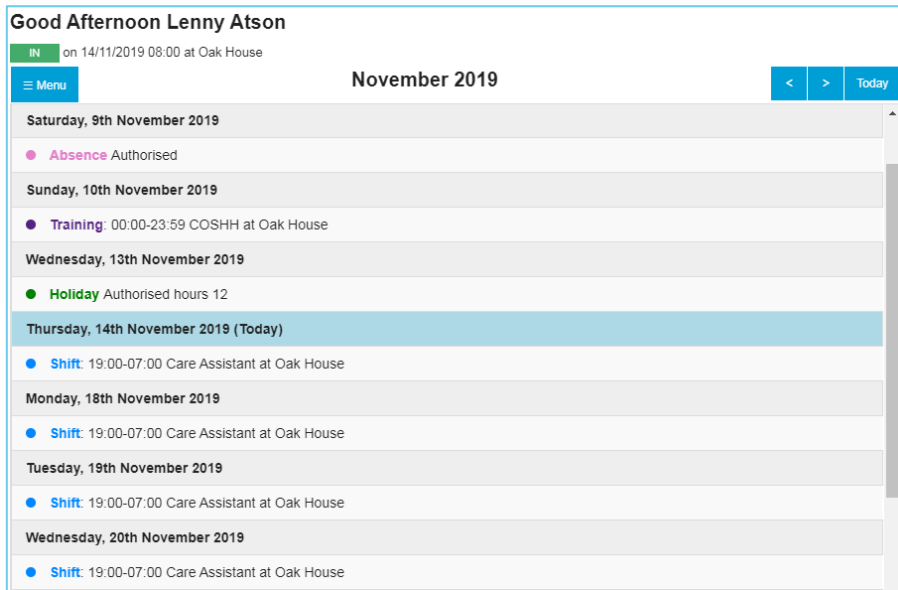 Good Afternoon Lenny Atson
IN on 14/11/2019 08:00 at Oak House
☰ Menu November 2019 < > Today
Saturday, 9th November 2019
Absence Authorised
Sunday, 10th November 2019
Training: 00:00-23:59 COSHH at Oak House
Wednesday, 13th November 2019
Holiday Authorised hours 12
Thursday, 14th November 2019 (Today)
Shift: 19:00-07:00 Care Assistant at Oak House
Monday, 18th November 2019
Shift: 19:00-07:00 Care Assistant at Oak House
Tuesday, 19th November 2019
Shift: 19:00-07:00 Care Assistant at Oak House
Wednesday, 20th November 2019
Shift: 19:00-07:00 Care Assistant at Oak House